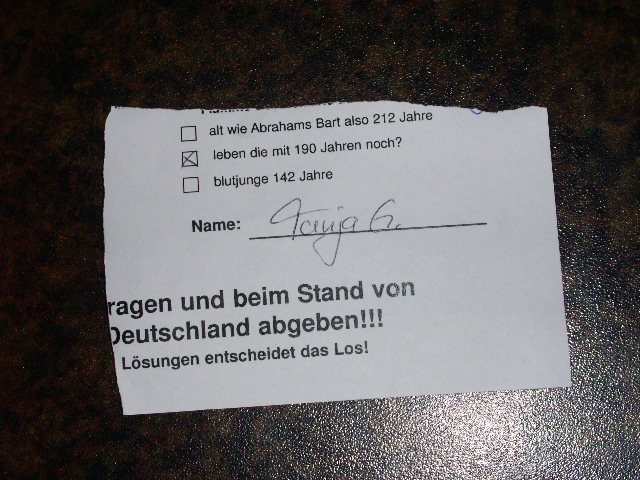 alt wie Abrahams Bart also 212 Jahre
leben die mit 190 Jahren noch?
blutjunge 142 Jahre
Name: Tanja G.
ragen und beim Stand von
Deutschland abgeben!!!
Lösungen entscheidet das Los!